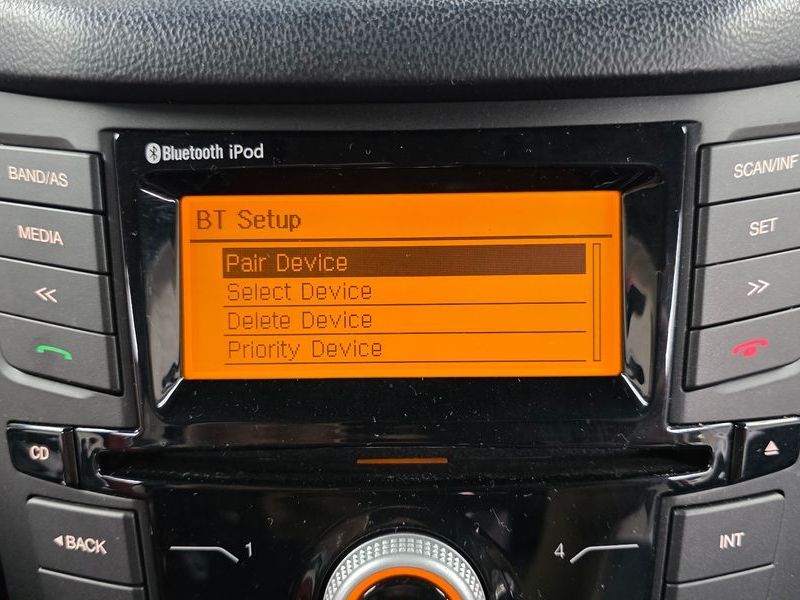 Bluetooth iPod
BAND/AS
MEDIA
CD
◄BACK
BT Setup
Pair Device
Select Device
Delete Device
Priority Device
SCAN/INF
SET
INT
1
4